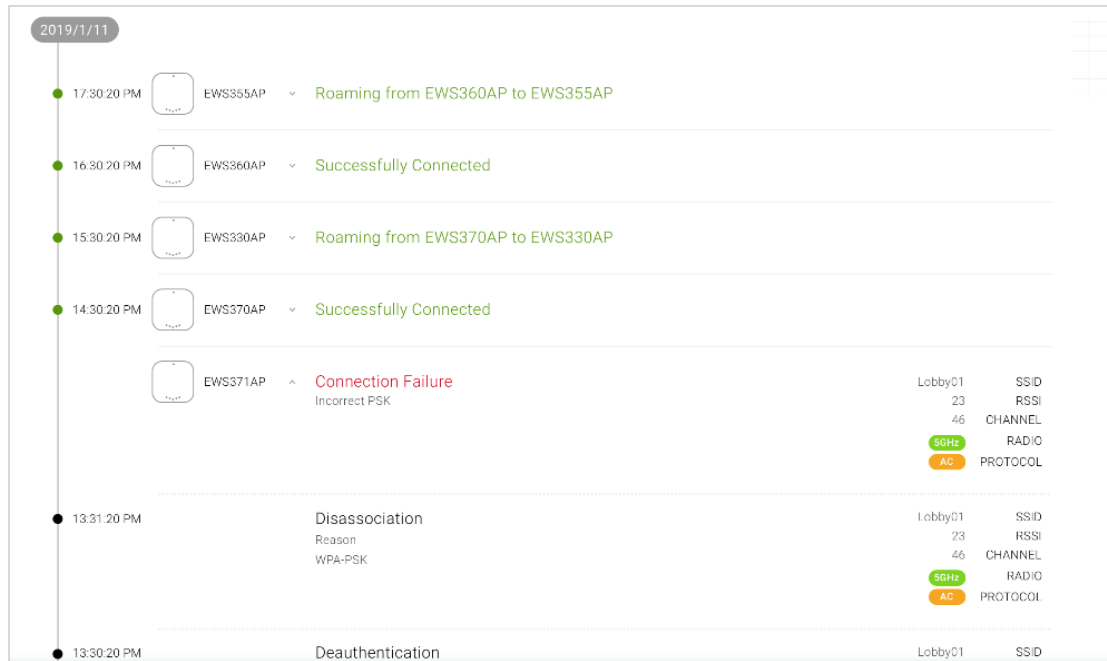 2019/1/11
17:30:20 PM EWS355AP Roaming from EWS360AP to EWS355AP
16:30:20 PM EWS360AP Successfully Connected
15:30:20 PM EWS330AP Roaming from EWS370AP to EWS330AP
14:30:20 PM EWS370AP Successfully Connected
EWS371AP Connection Failure Lobby01 SSID
Incorrect PSK 23 RSSI
46 CHANNEL
5GHz RADIO
AC PROTOCOL
13:31:20 PM Disassociation Lobby01 SSID
Reason 23 RSSI
WPA-PSK 46 CHANNEL
5GHz RADIO
AC PROTOCOL
13:30:20 PM Deauthentication Lobby01 SSID